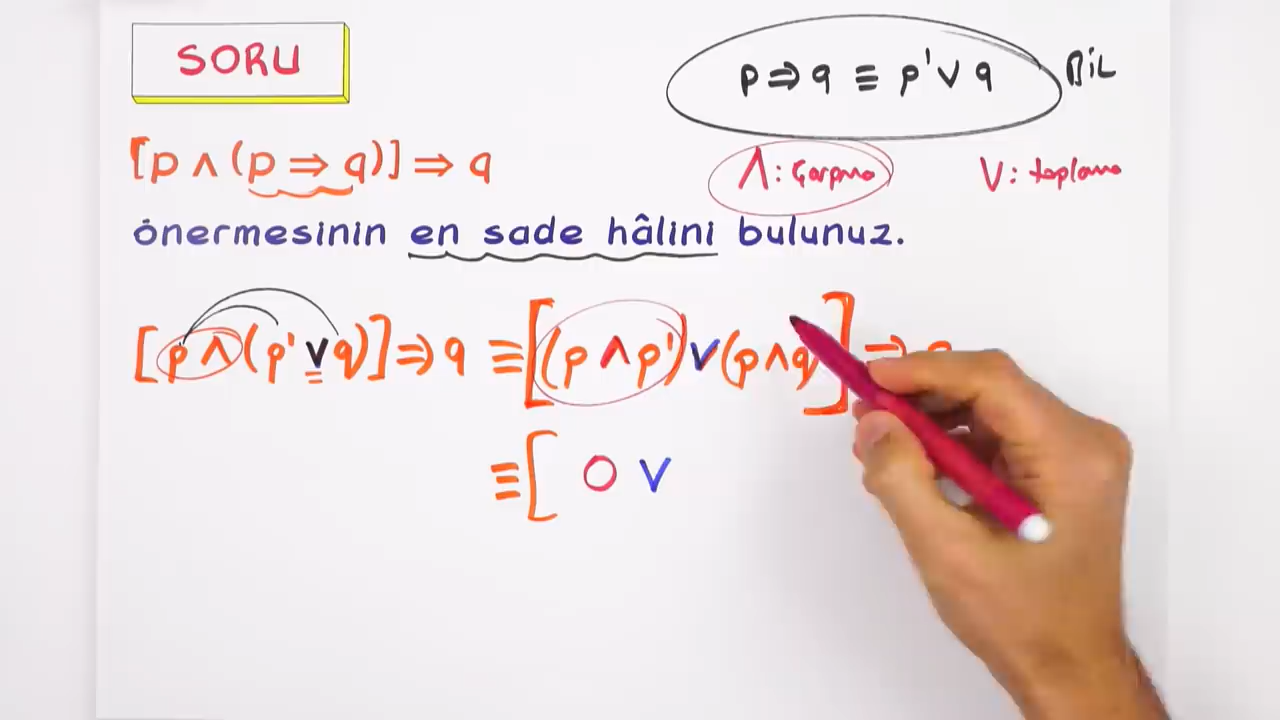 SORU
p ⇒ q ≡ p' ∨ q BİL
[p ∧ (p ⇒ q)] ⇒ q
∧: Çarpma ∨: toplama
önermesinin en sade hâlini bulunuz.
[p ∧ (p' ∨ q)] ⇒ q ≡ [(p ∧ p') ∨ (p ∧ q)] ⇒
≡ [ 0 ∨